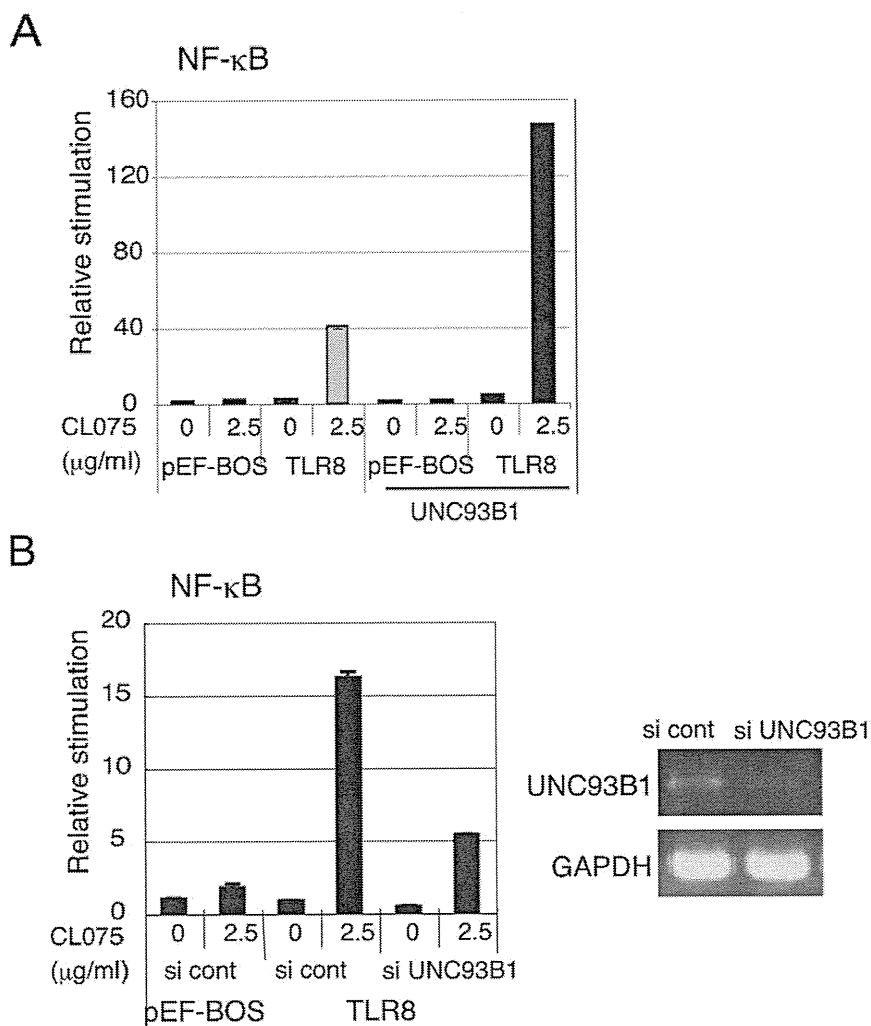 A
NF-κB
Relative stimulation
160
120
80
40
0
CL075 0 2.5 0 2.5 0 2.5 0 2.5
(μg/ml) pEF-BOS TLR8 pEF-BOS TLR8
UNC93B1
B
NF-κB
Relative stimulation
20
15
10
5
0
CL075 0 2.5 0 2.5 0 2.5
(μg/ml) si cont si cont si UNC93B1
pEF-BOS TLR8
si cont si UNC93B1
UNC93B1
GAPDH